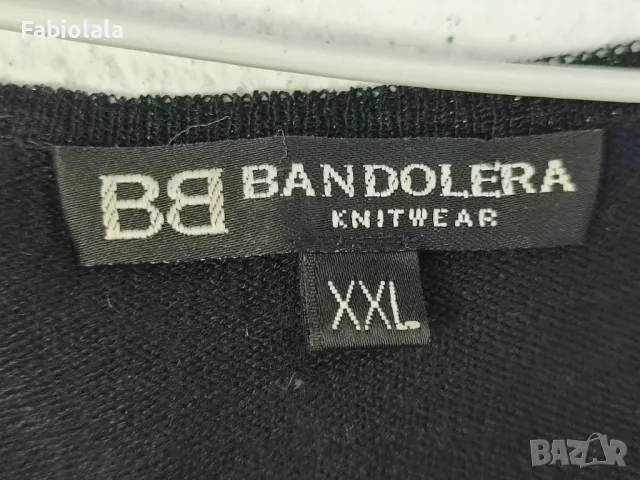 Fabiolala
BB BANDOLERA
KNITWEAR
XXL
BAZAR